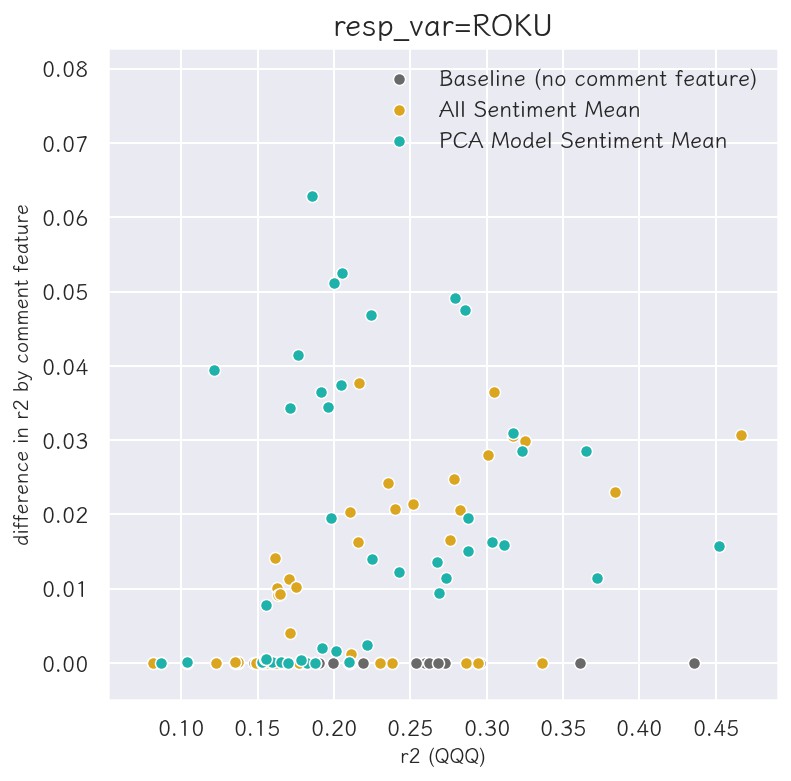 resp_var=ROKU
Baseline (no comment feature)
All Sentiment Mean
PCA Model Sentiment Mean
difference in r2 by comment feature
0.08
0.07
0.06
0.05
0.04
0.03
0.02
0.01
0.00
0.10 0.15 0.20 0.25 0.30 0.35 0.40 0.45
r2 (QQQ)